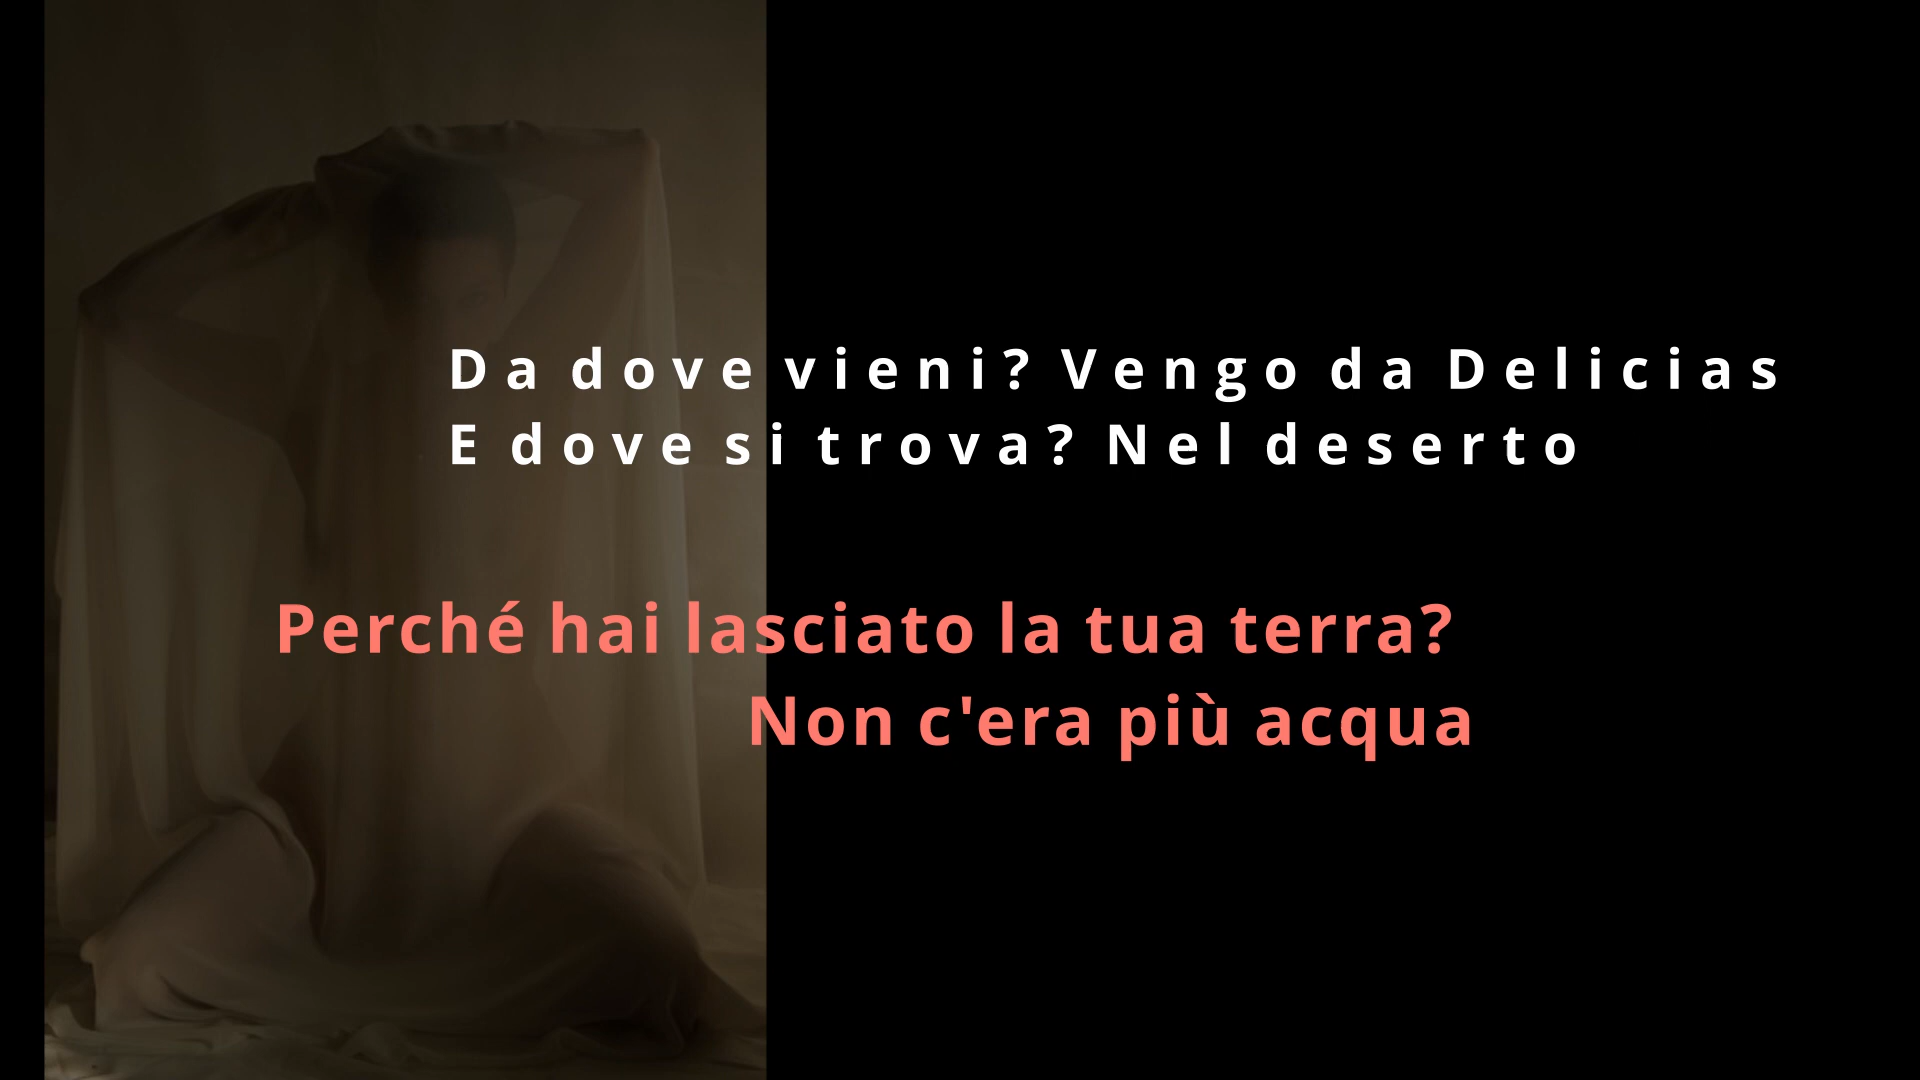 Da dove vieni? Vengo da Delicias
E dove si trova? Nel deserto
Perché hai lasciato la tua terra?
Non c'era più acqua